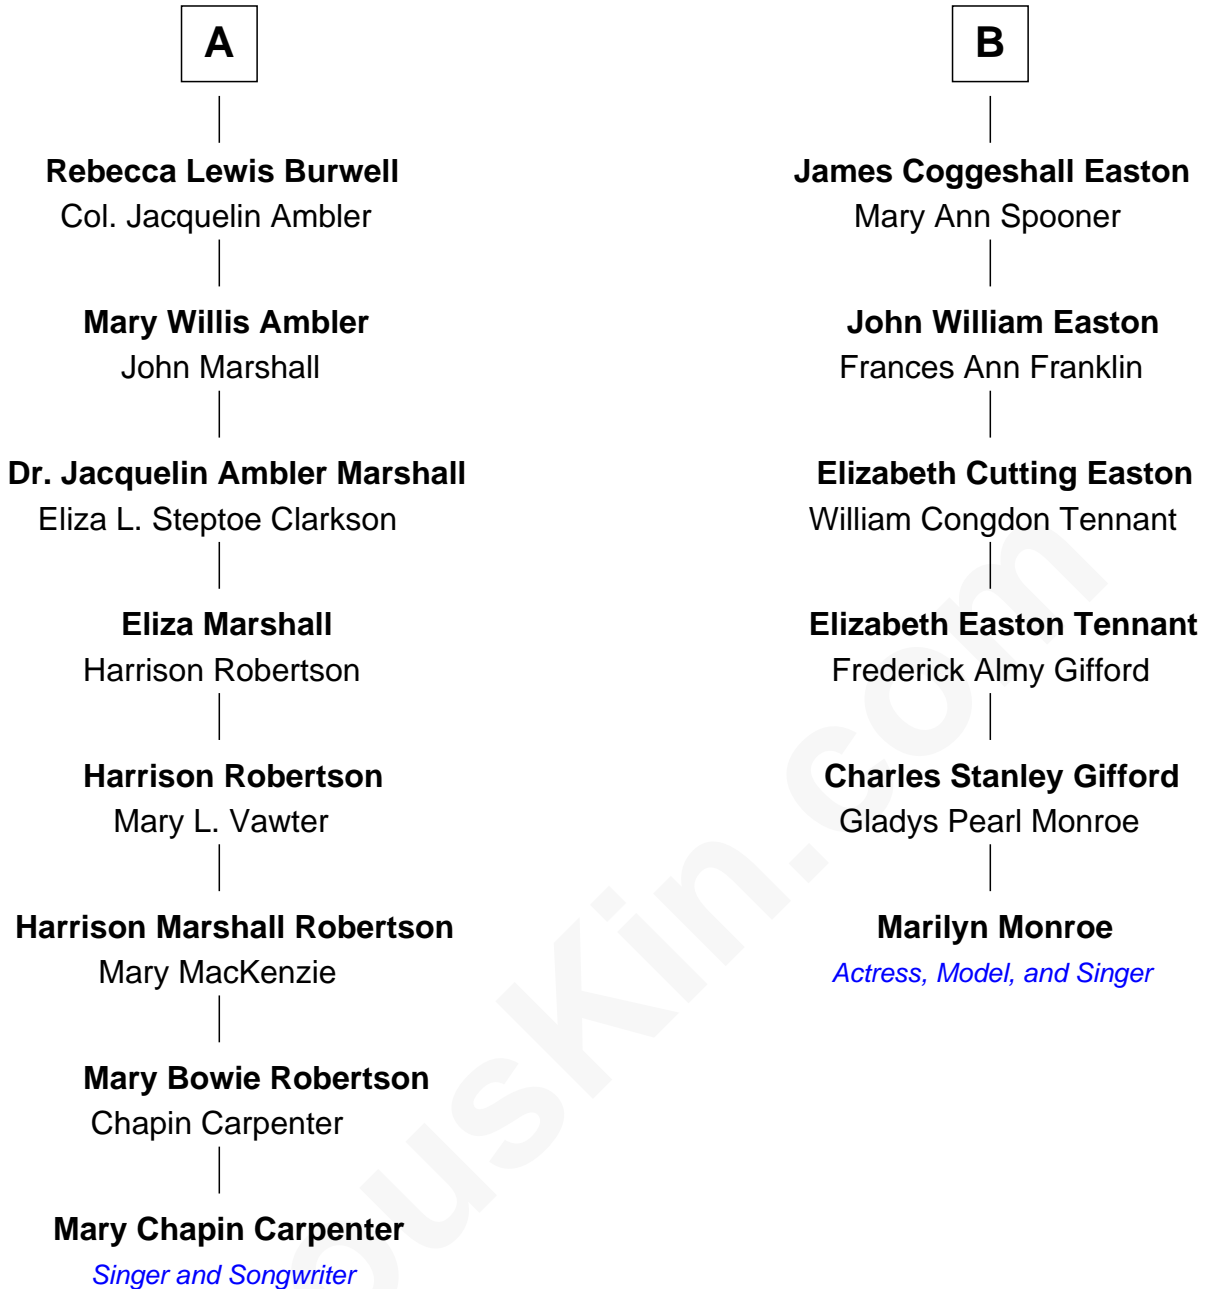 A
Rebecca Lewis Burwell
Col. Jacquelin Ambler
Mary Willis Ambler
John Marshall
Dr. Jacquelin Ambler Marshall
Eliza L. Steptoe Clarkson
Eliza Marshall
Harrison Robertson
Harrison Robertson
Mary L. Vawter
Harrison Marshall Robertson
Mary MacKenzie
Mary Bowie Robertson
Chapin Carpenter
Mary Chapin Carpenter
Singer and Songwriter
B
James Coggeshall Easton
Mary Ann Spooner
John William Easton
Frances Ann Franklin
Elizabeth Cutting Easton
William Congdon Tennant
Elizabeth Easton Tennant
Frederick Almy Gifford
Charles Stanley Gifford
Gladys Pearl Monroe
Marilyn Monroe
Actress, Model, and Singer
ousKin.com